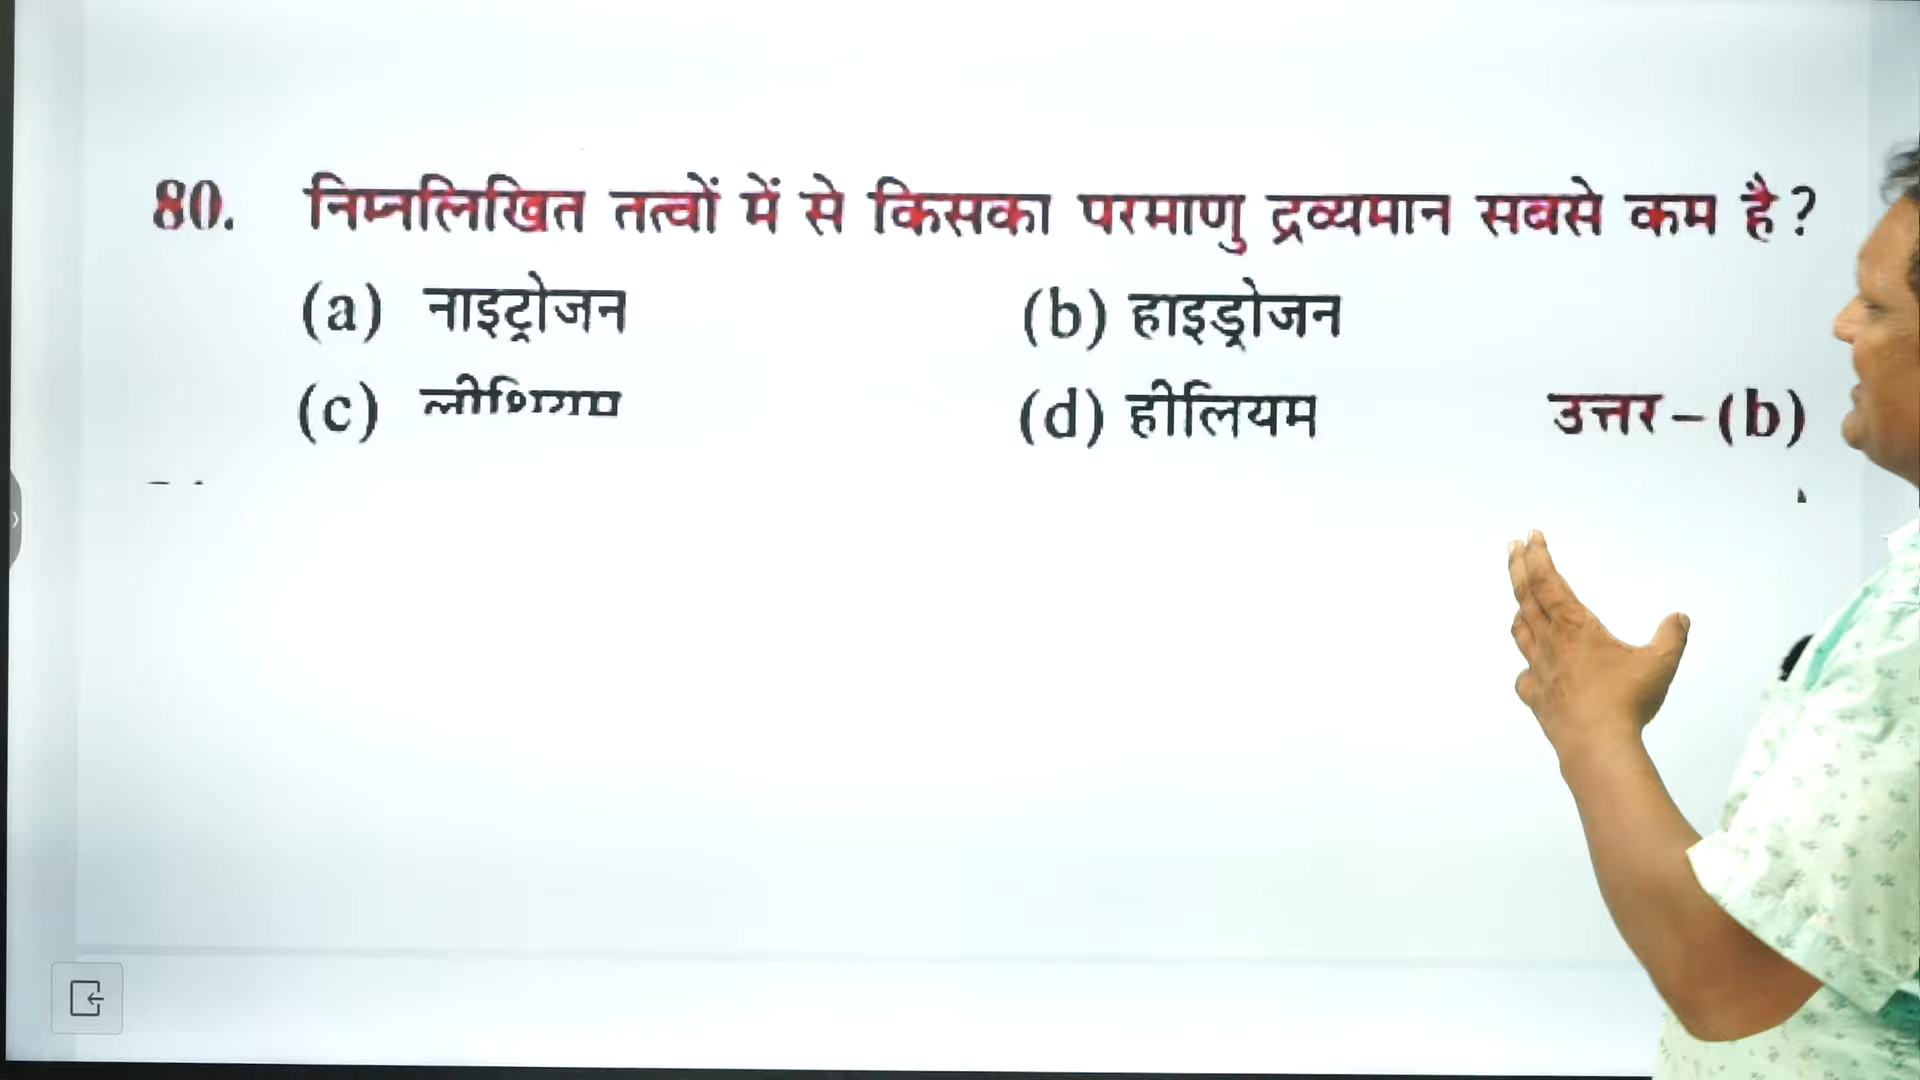 80. निम्नलिखित तत्वों में से किसका परमाणु द्रव्यमान सबसे कम है?
(a) नाइट्रोजन (b) हाइड्रोजन
(c) (d) हीलियम उत्तर–(b)